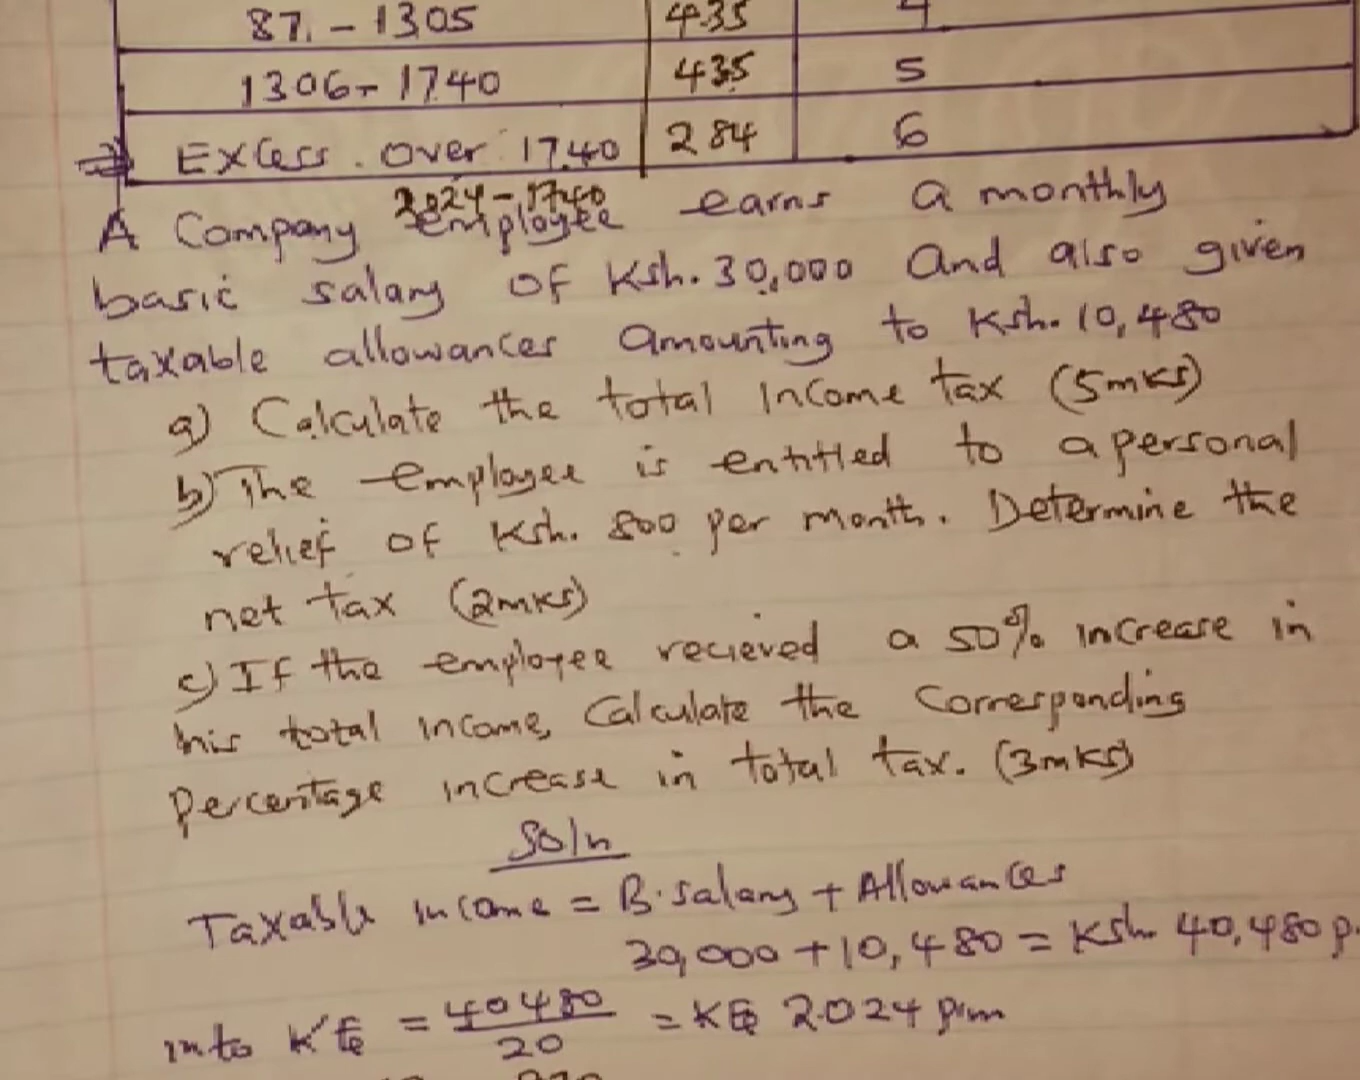 87. - 1305 435 4
1306 - 1740 435 5
Excess over 1740 284 6
2024 - 1740
A Company employee earns a monthly
basic salary of Ksh. 30,000 and also given
taxable allowances amounting to Ksh. 10,480
a) Calculate the total income tax (5mks)
b) The employee is entitled to a personal
relief of Ksh. 800 per month. Determine the
net tax (2mks)
c) If the employee recieved a 50% increase in
his total income, Calculate the corresponding
percentage increase in total tax. (3mks)
Soln
Taxable income = B.salary + Allowances
30,000 + 10,480 = Ksh 40,480 p.
into K£ = 40480/20 = K£ 2024 p.m